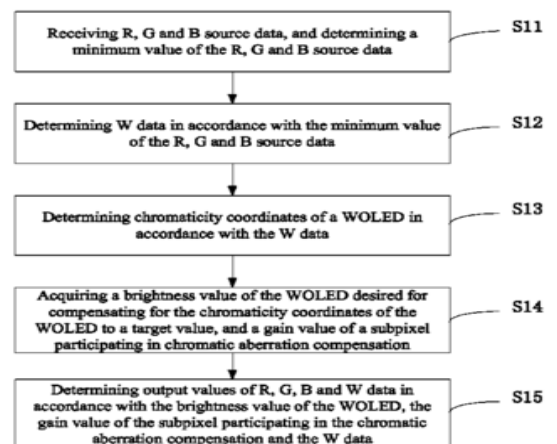 Receiving R, G and B source data, and determining a
minimum value of the R, G and B source data
S11
Determining W data in accordance with the minimum value
of the R, G and B source data
S12
Determining chromaticity coordinates of a WOLED in
accordance with the W data
S13
Acquiring a brightness value of the WOLED desired for
compensating for the chromaticity coordinates of the
WOLED to a target value, and a gain value of a subpixel
participating in chromatic aberration compensation
S14
Determining output values of R, G, B and W data in
accordance with the brightness value of the WOLED, the
gain value of the subpixel participating in the chromatic
aberration compensation and the W data
S15